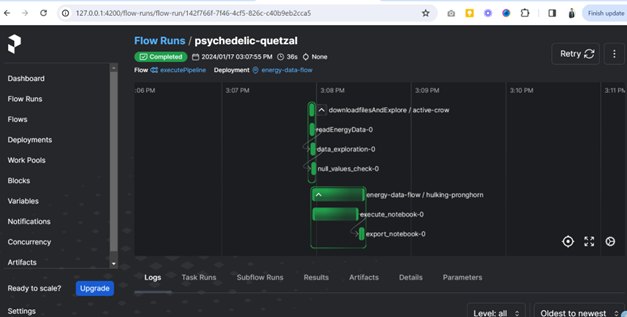 127.0.0.1:4200/flow-runs/flow-run/142f766f-7f46-4cf5-826c-c40b9eb2cca5
Finish update
Flow Runs / psychedelic-quetzal
Completed 2024/01/17 03:07:55 PM 36s None
Flow executePipeline Deployment energy-data-flow
Retry
Dashboard
Flow Runs
Flows
Deployments
Work Pools
Blocks
Variables
Notifications
Concurrency
Artifacts
Ready to scale? Upgrade
Settings
:06 PM 3:07 PM 3:08 PM 3:09 PM 3:10 PM 3:11 PM
downloadfilesAndExplore / active-crow
readEnergyData-0
data_exploration-0
null_values_check-0
energy-data-flow / hulking-pronghorn
execute_notebook-0
export_notebook-0
Logs Task Runs Subflow Runs Results Artifacts Details Parameters
Level: all Oldest to newest